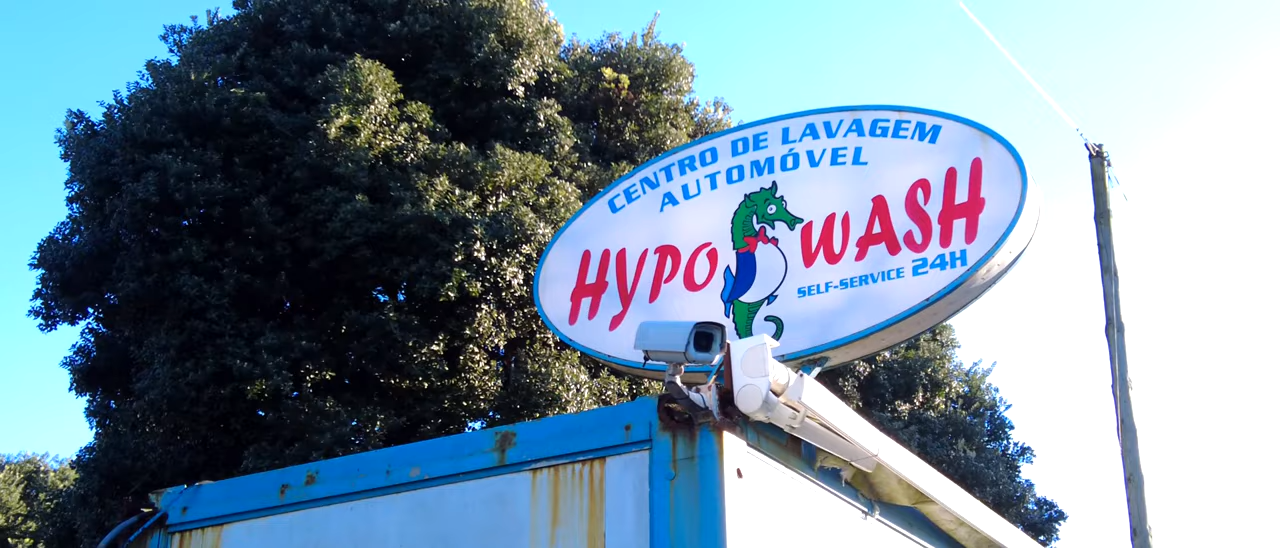 CENTRO DE LAVAGEM
AUTOMÓVEL
HYPO WASH
SELF-SERVICE 24H